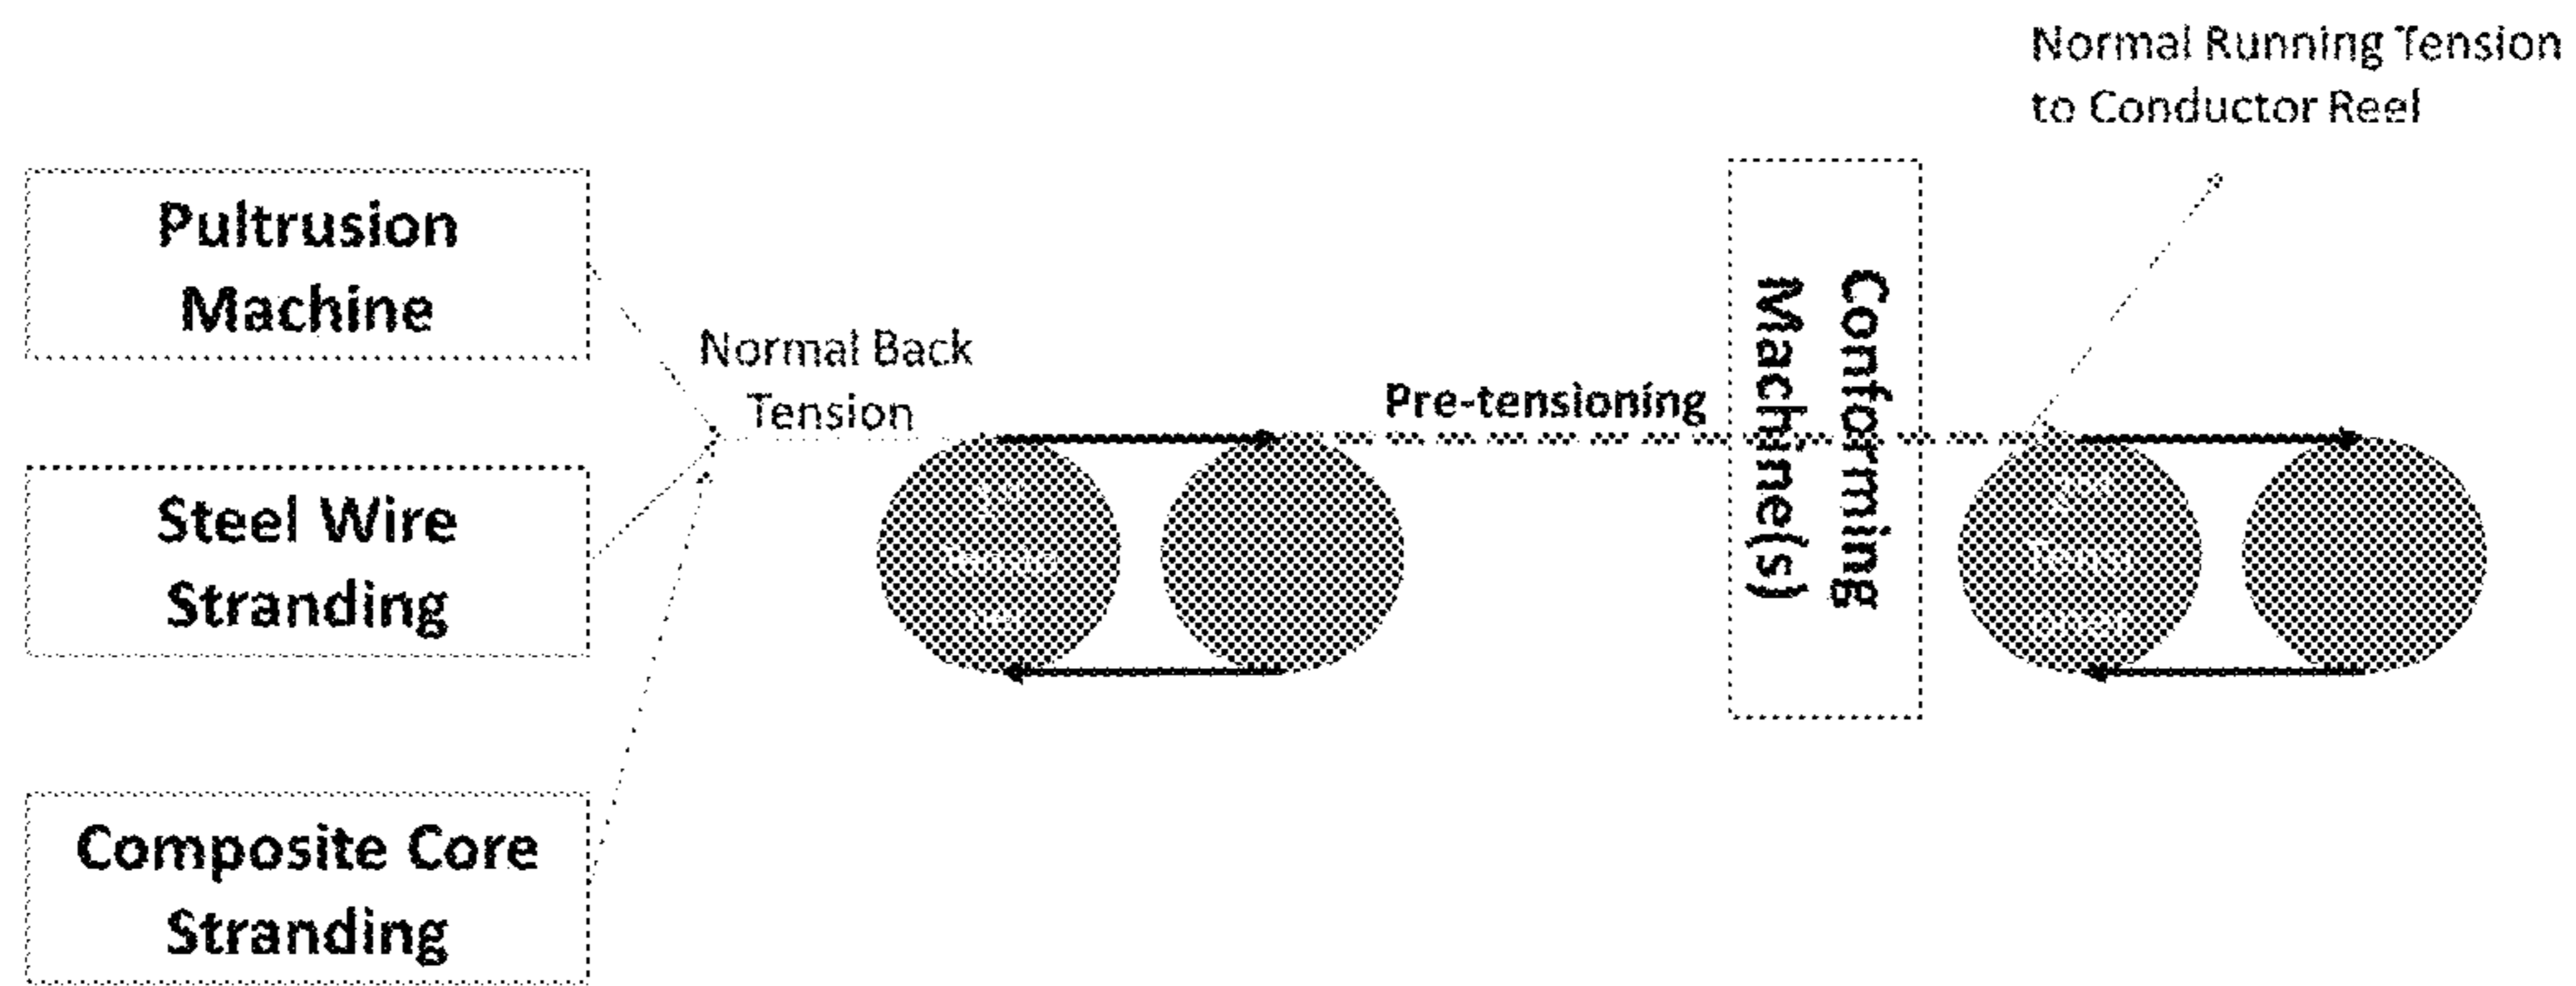 Normal Running Tension
to Conductor Reel
Pultrusion
Machine
Normal Back
Tension
Pre-tensioning
Conforming
Machine(s)
Steel Wire
Stranding
Composite Core
Stranding